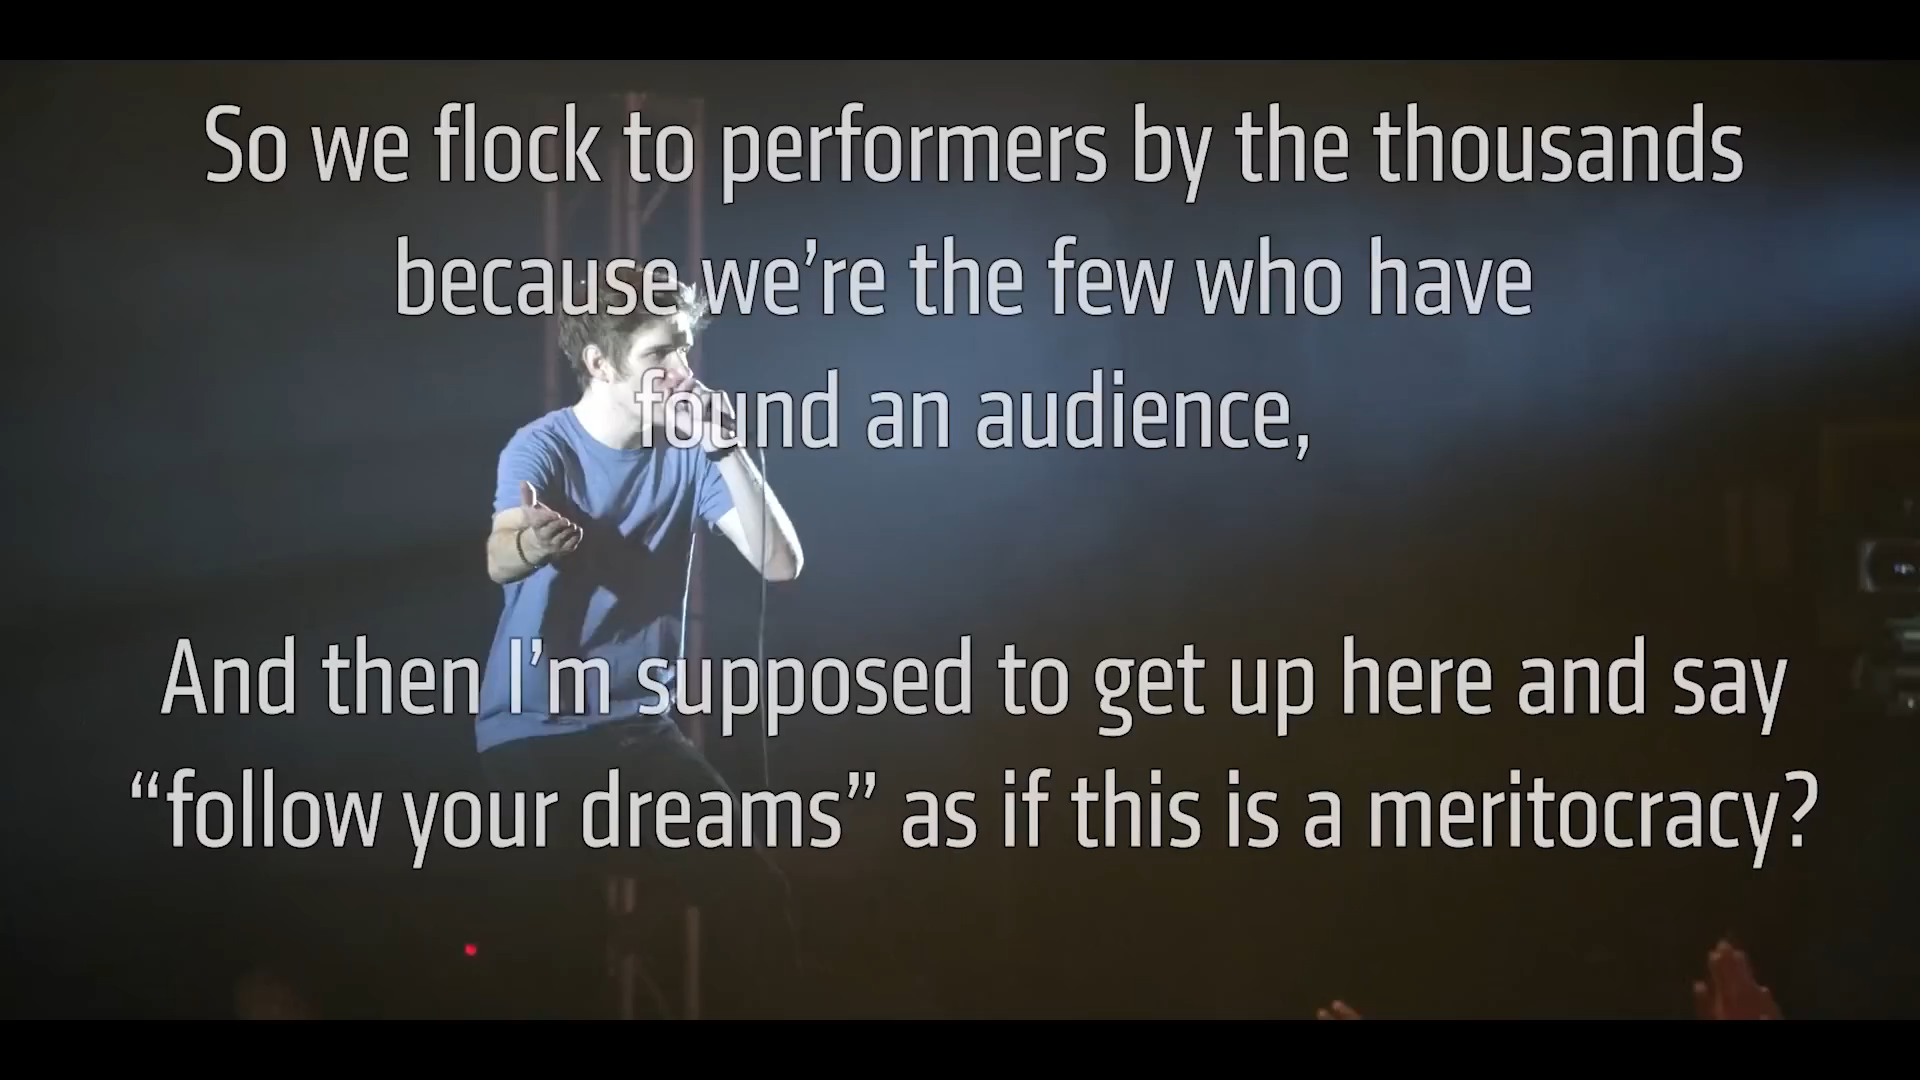 So we flock to performers by the thousands
because we’re the few who have
found an audience,
And then I’m supposed to get up here and say
“follow your dreams” as if this is a meritocracy?